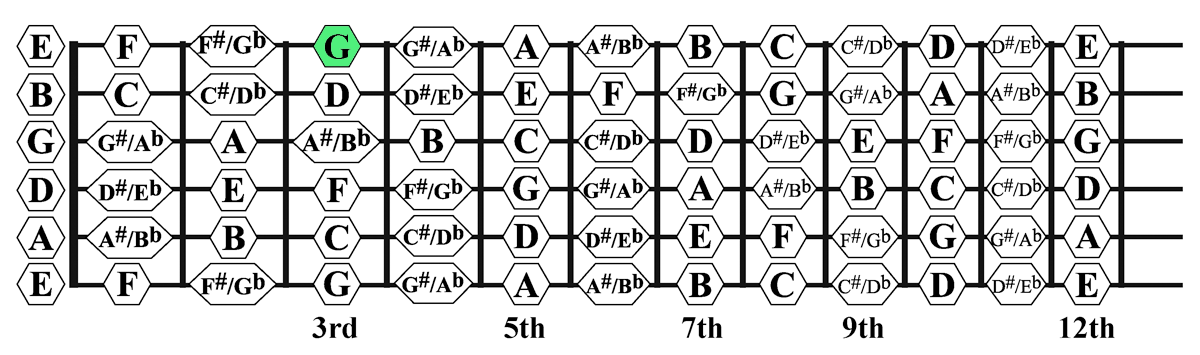 E F F#/Gb G G#/Ab A A#/Bb B C C#/Db D D#/Eb E
B C C#/Db D D#/Eb E F F#/Gb G G#/Ab A A#/Bb B
G G#/Ab A A#/Bb B C C#/Db D D#/Eb E F F#/Gb G
D D#/Eb E F F#/Gb G G#/Ab A A#/Bb B C C#/Db D
A A#/Bb B C C#/Db D D#/Eb E F F#/Gb G G#/Ab A
E F F#/Gb G G#/Ab A A#/Bb B C C#/Db D D#/Eb E
3rd 5th 7th 9th 12th